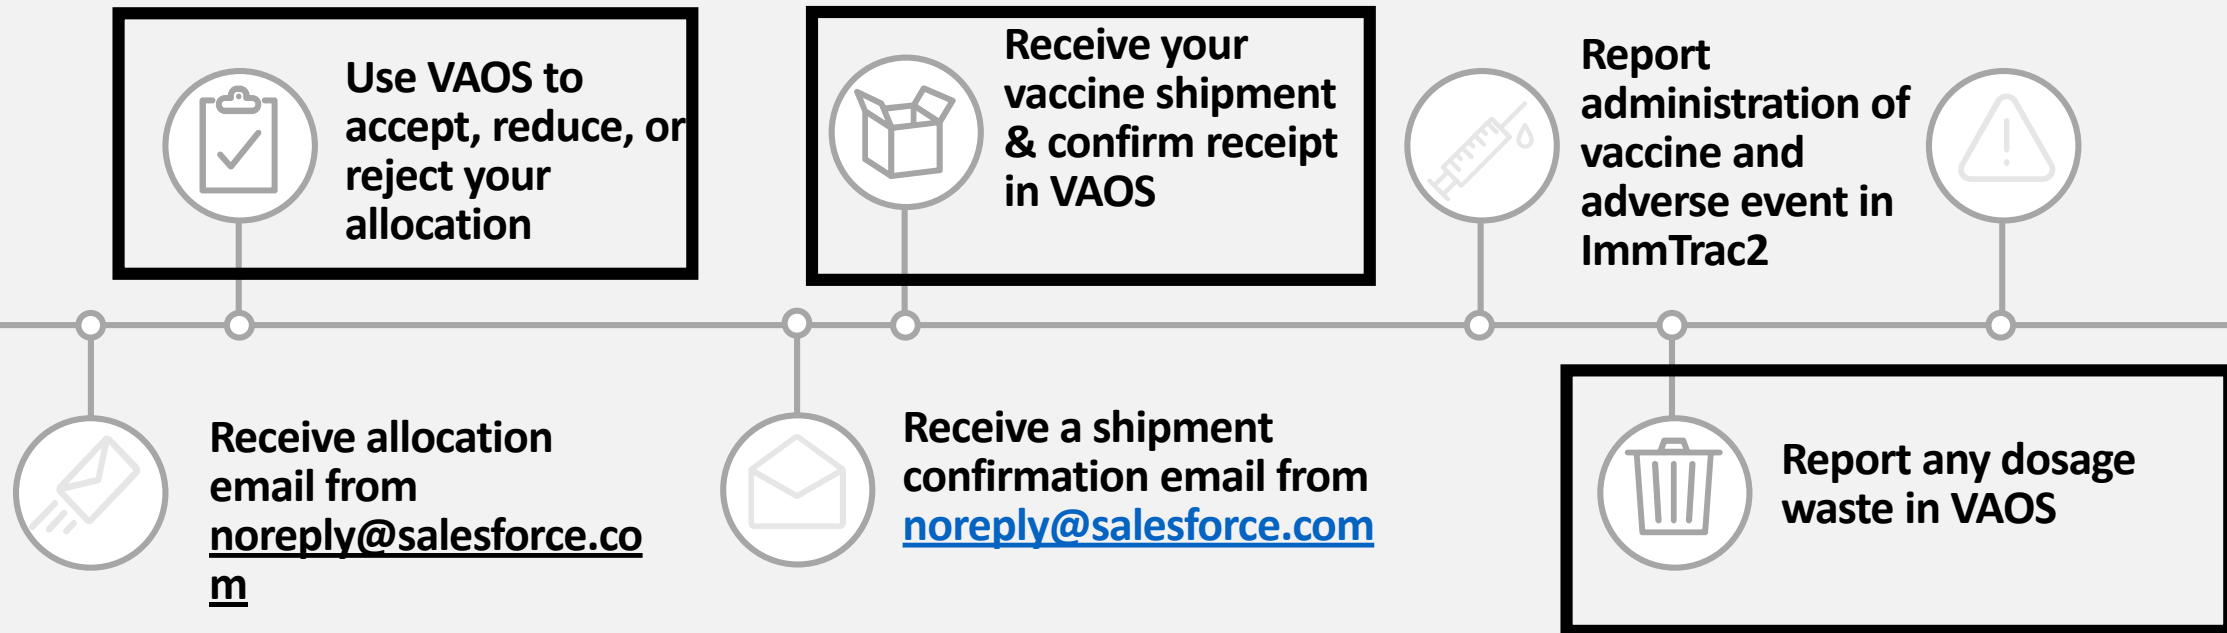 Use VAOS to
accept, reduce, or
reject your
allocation
Receive your
vaccine shipment
& confirm receipt
in VAOS
Report
administration of
vaccine and
adverse event in
ImmTrac2
Receive allocation
email from
noreply@salesforce.co
m
Receive a shipment
confirmation email from
noreply@salesforce.com
Report any dosage
waste in VAOS